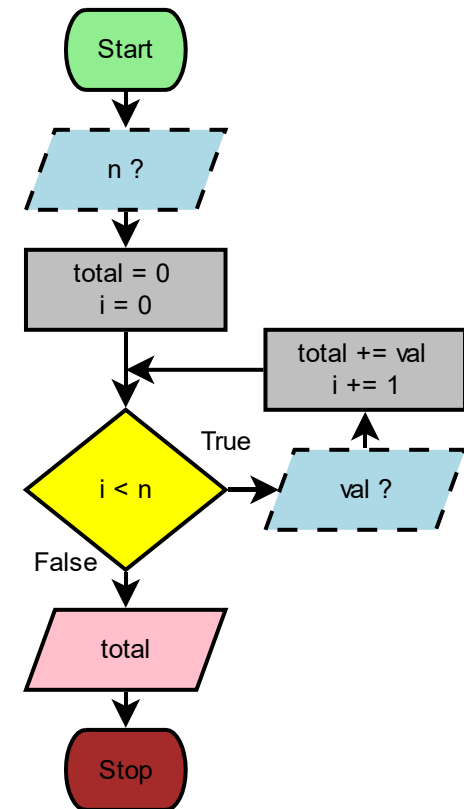 Start
n ?
total = 0
i = 0
total += val
i += 1
True
i < n
val ?
False
total
Stop